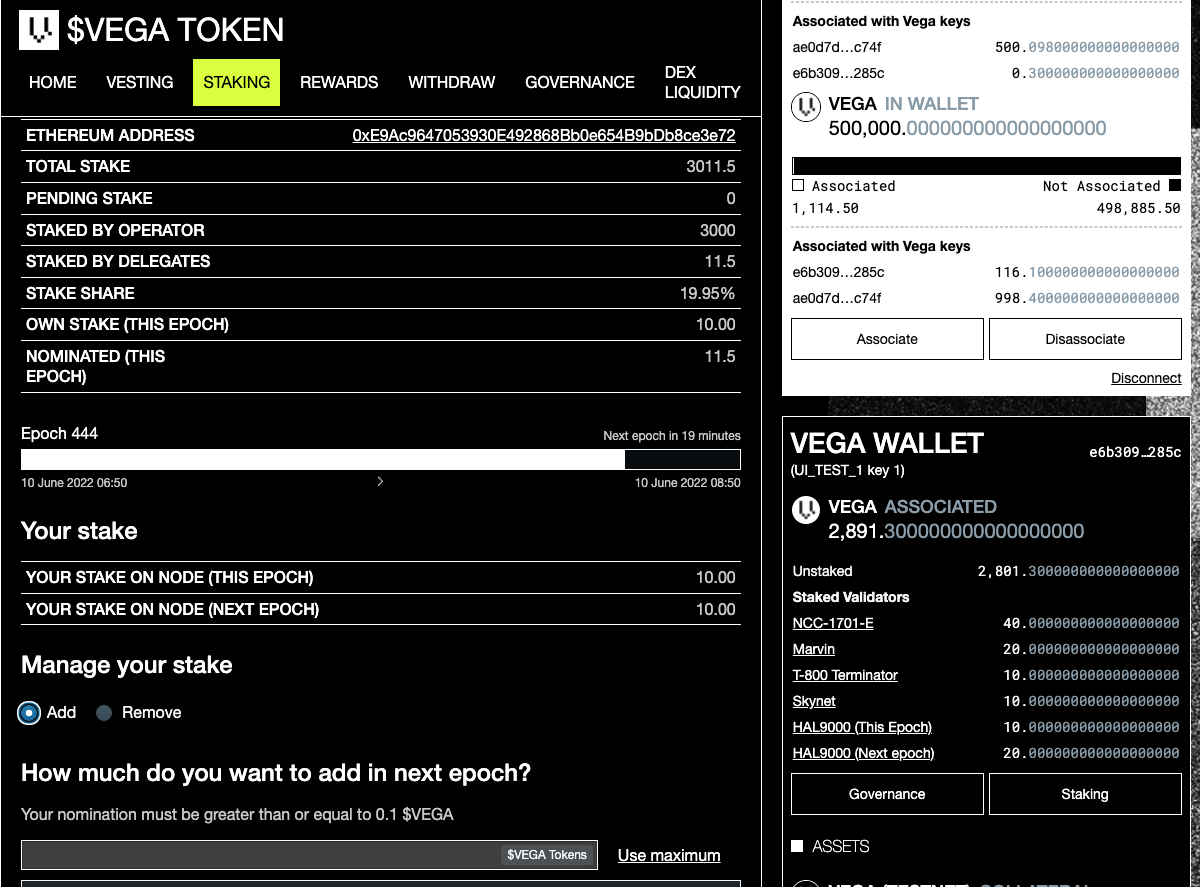 $VEGA TOKEN
HOME VESTING STAKING REWARDS WITHDRAW GOVERNANCE DEX LIQUIDITY
ETHEREUM ADDRESS 0xE9Ac9647053930E492868Bb0e654B9bDb8ce3e72
TOTAL STAKE 3011.5
PENDING STAKE 0
STAKED BY OPERATOR 3000
STAKED BY DELEGATES 11.5
STAKE SHARE 19.95%
OWN STAKE (THIS EPOCH) 10.00
NOMINATED (THIS EPOCH) 11.5
Epoch 444 Next epoch in 19 minutes
10 June 2022 06:50 10 June 2022 08:50
Your stake
YOUR STAKE ON NODE (THIS EPOCH) 10.00
YOUR STAKE ON NODE (NEXT EPOCH) 10.00
Manage your stake
Add Remove
How much do you want to add in next epoch?
Your nomination must be greater than or equal to 0.1 $VEGA
$VEGA Tokens Use maximum
Associated with Vega keys
ae0d7d…c74f 500.098000000000000000
e6b309…285c 0.300000000000000000
VEGA IN WALLET
500,000.000000000000000000
Associated Not Associated
1,114.50 498,885.50
Associated with Vega keys
e6b309…285c 116.100000000000000000
ae0d7d…c74f 998.400000000000000000
Associate Disassociate
Disconnect
VEGA WALLET e6b309…285c
(UI_TEST_1 key 1)
VEGA ASSOCIATED
2,891.300000000000000000
Unstaked 2,801.300000000000000000
Staked Validators
NCC-1701-E 40.000000000000000000
Marvin 20.000000000000000000
T-800 Terminator 10.000000000000000000
Skynet 10.000000000000000000
HAL9000 (This Epoch) 10.000000000000000000
HAL9000 (Next epoch) 20.000000000000000000
Governance Staking
ASSETS
VEGA (TESTNET) COLLATERAL